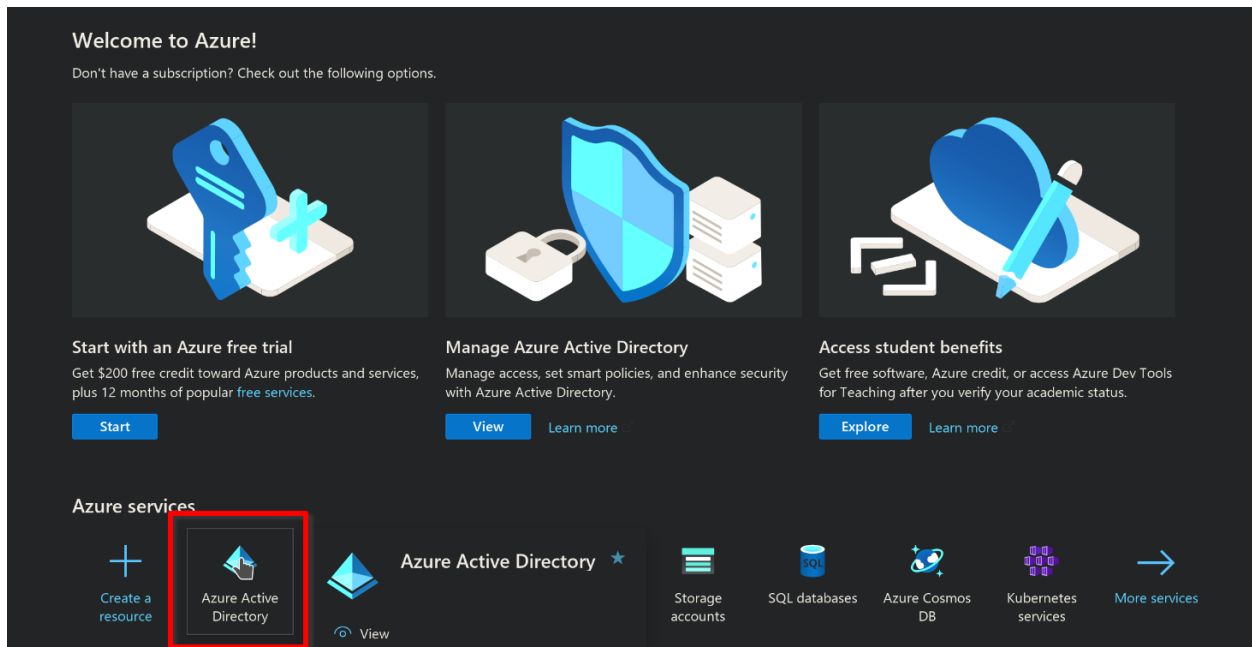 Welcome to Azure!
Don't have a subscription? Check out the following options.
Start with an Azure free trial
Get $200 free credit toward Azure products and services,
plus 12 months of popular free services.
Start
Manage Azure Active Directory
Manage access, set smart policies, and enhance security
with Azure Active Directory.
View
Learn more
Access student benefits
Get free software, Azure credit, or access Azure Dev Tools
for Teaching after you verify your academic status.
Explore
Learn more
Azure services
Create a
resource
Azure Active
Directory
Azure Active Directory
View
Storage
accounts
SQL
SQL databases
Azure Cosmos
DB
Kubernetes
services
More services